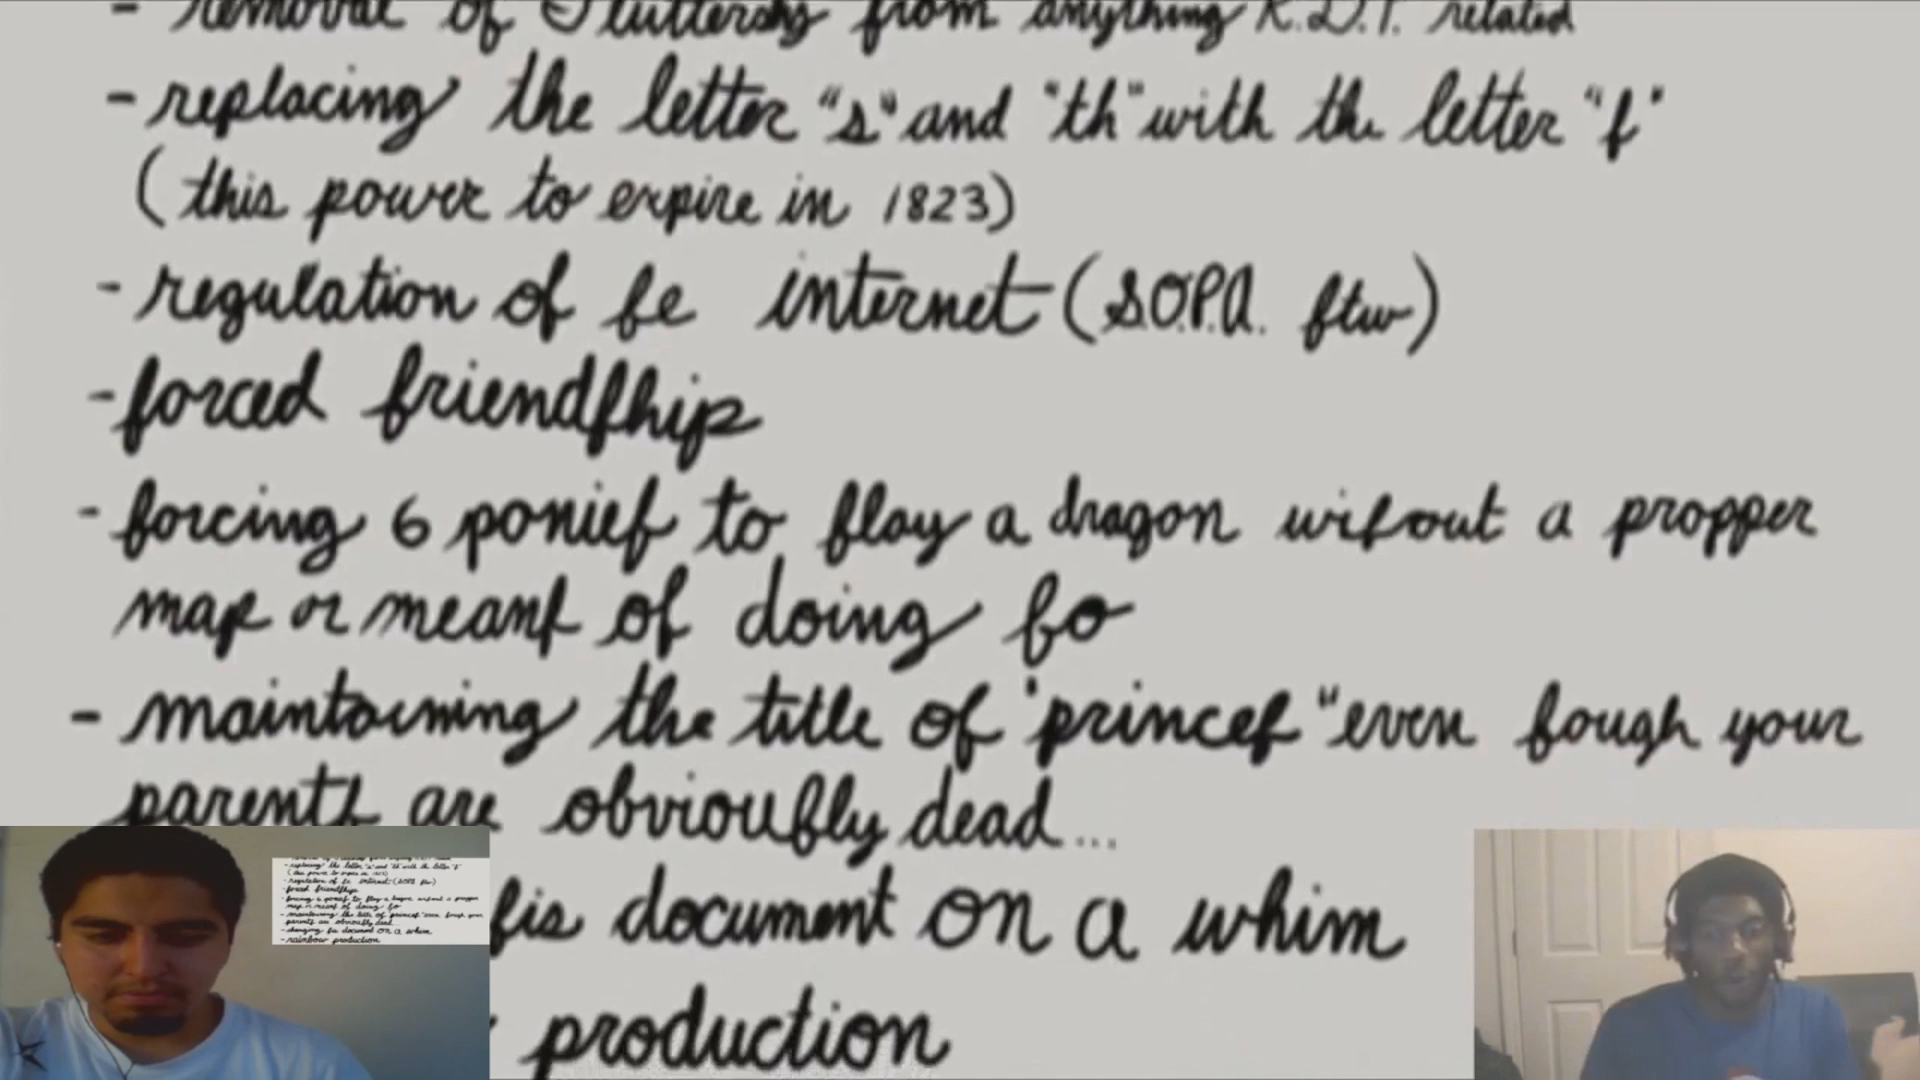 - removal of Fluttershy from anything R.D.P. related
- replacing the letter "s" and "th" with the letter "f"
(this power to expire in 1823)
- regulation of fe internet (S.O.P.A. ftw)
- forced friendfhip
- forcing 6 ponief to flay a dragon wifout a propper
map or meanf of doing fo
- maintaining the title of "princef" even fough your
parentf are obvioufly dead...
fis document on a whim
production